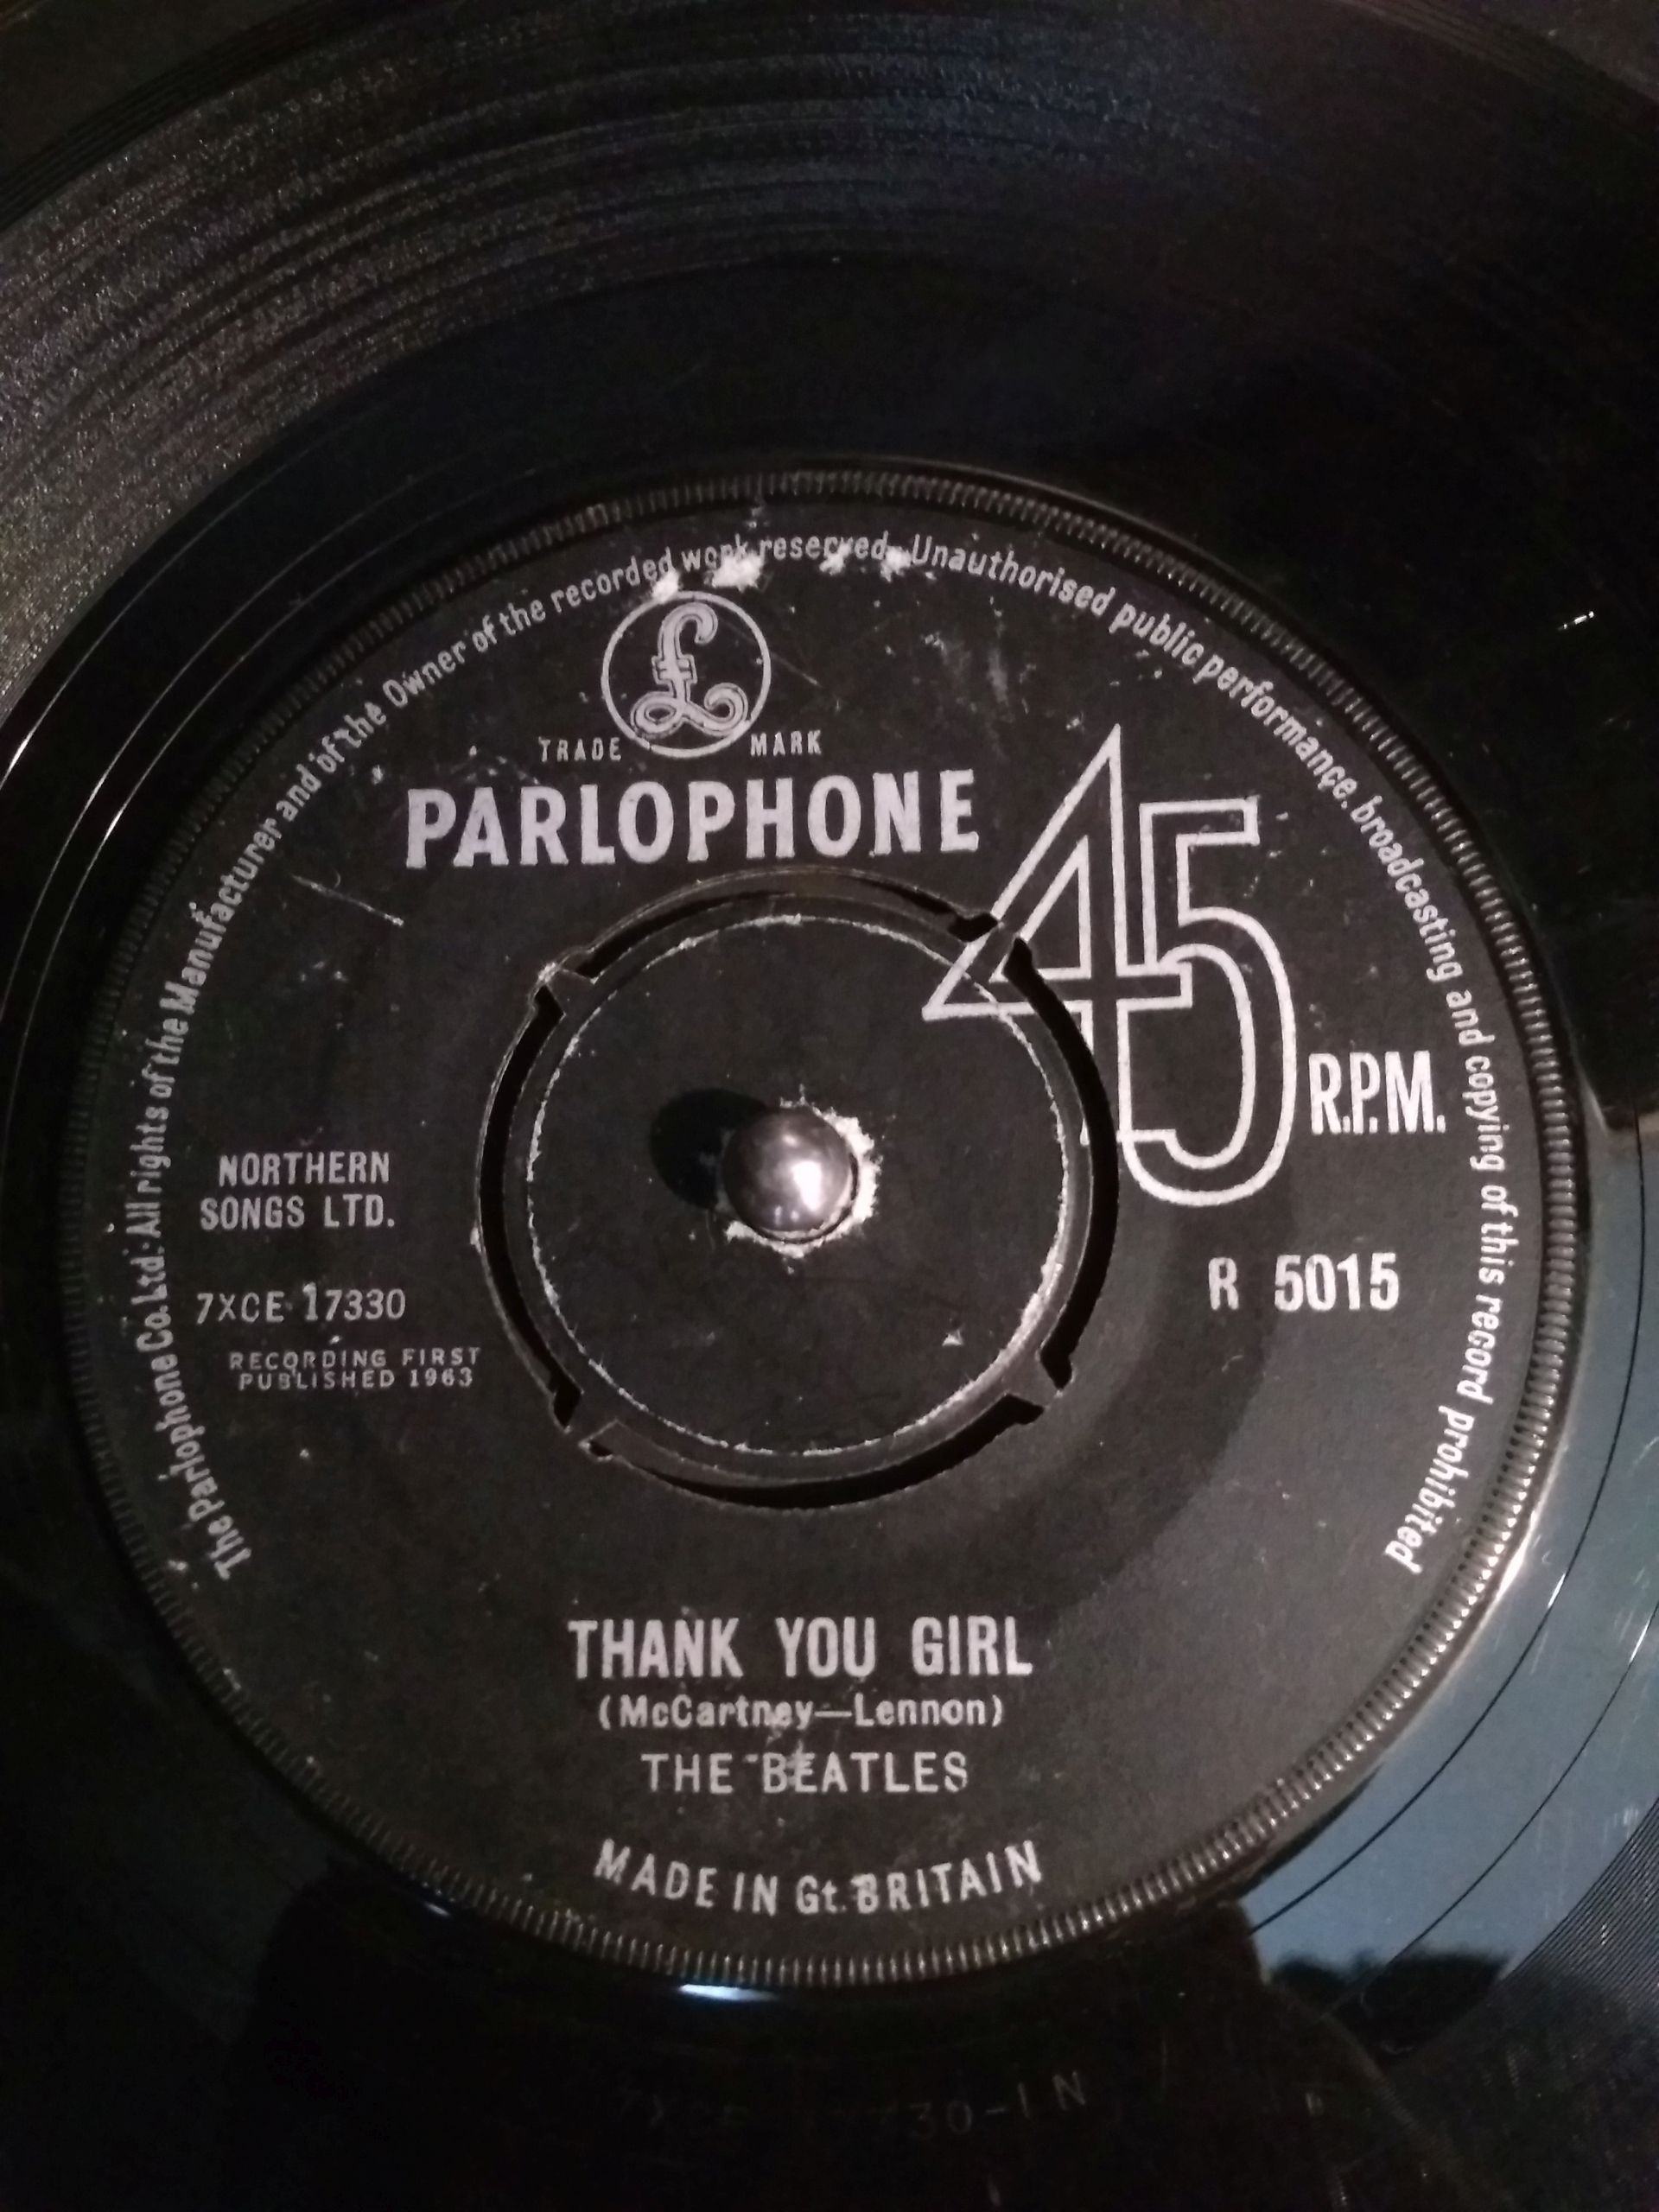 The Parlophone Co. Ltd. All rights of the Manufacturer and of the Owner of the recorded work reserved. Unauthorised public performance, broadcasting and copying of this record prohibited
£
TRADE MARK
PARLOPHONE
45 R.P.M.
NORTHERN
SONGS LTD.
7XCE 17330
RECORDING FIRST
PUBLISHED 1963
R 5015
THANK YOU GIRL
(McCartney—Lennon)
THE BEATLES
MADE IN Gt. BRITAIN
30-1N